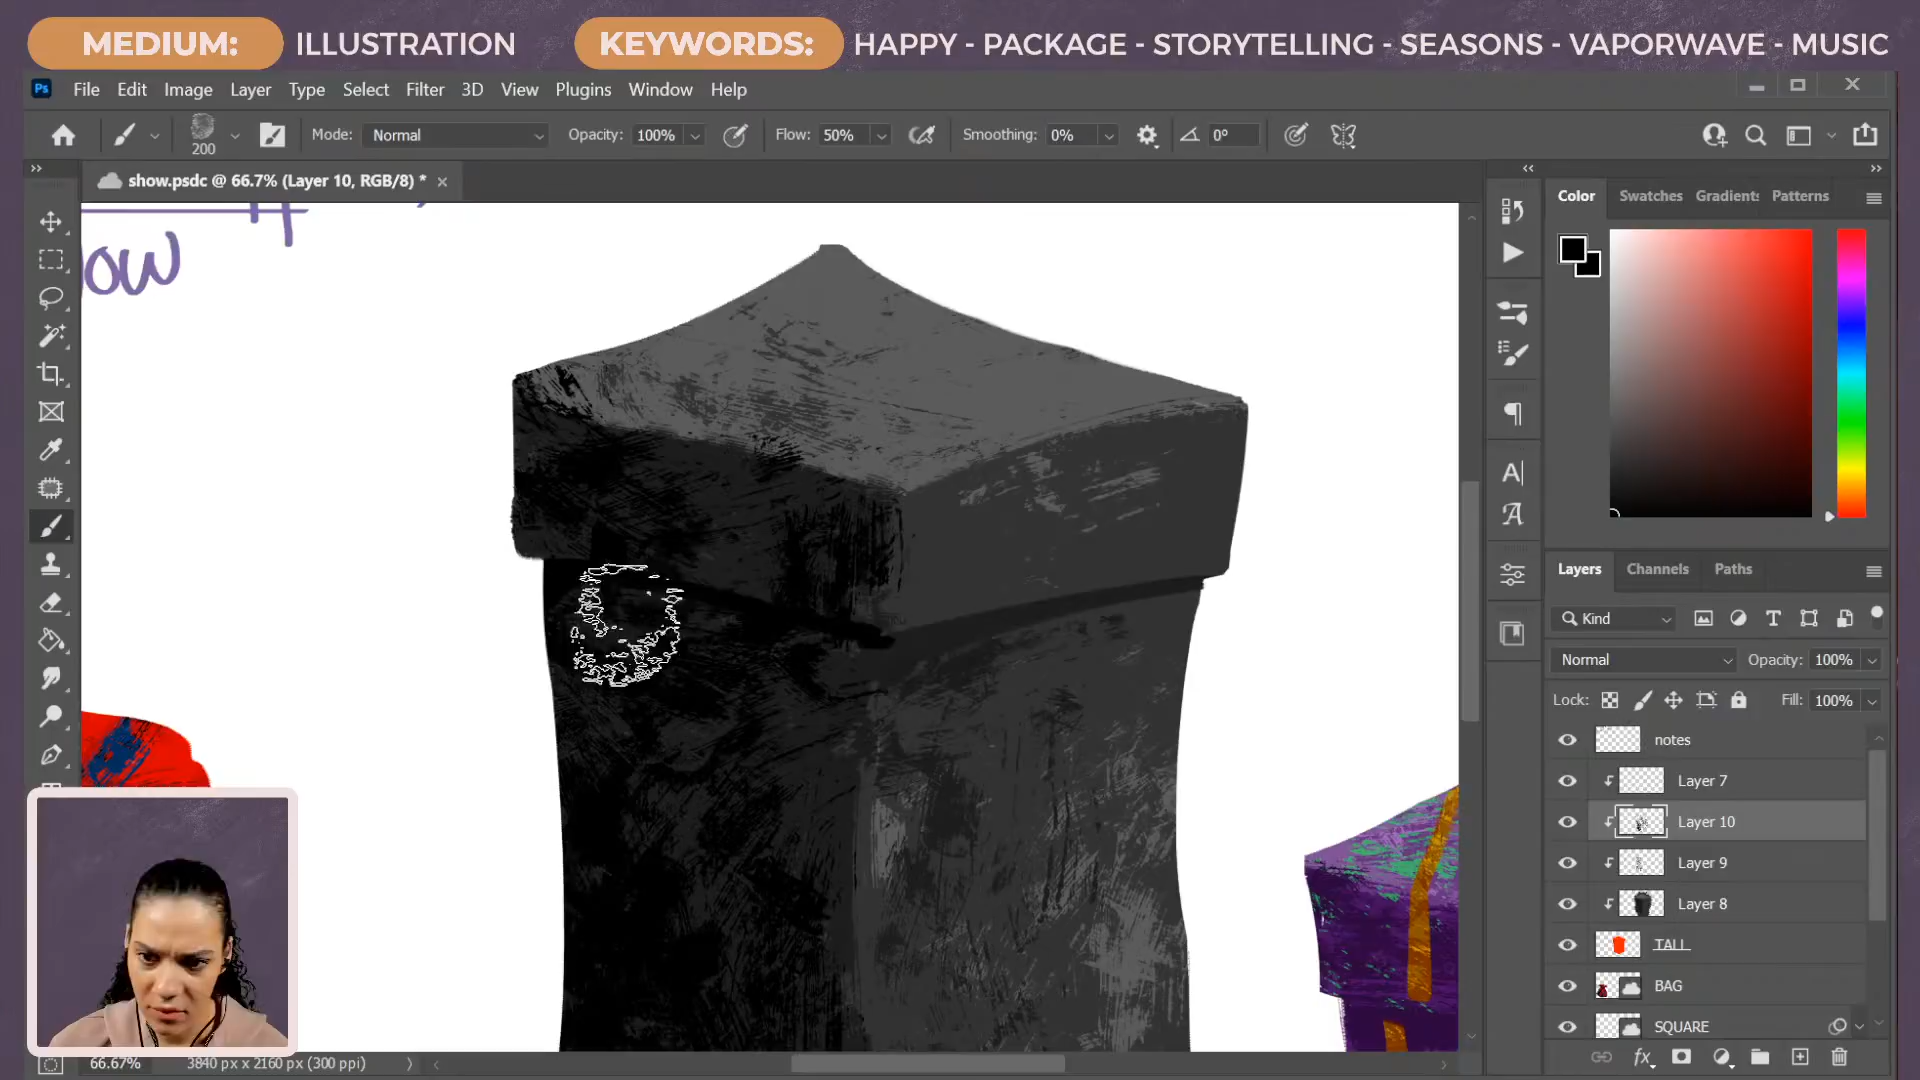 MEDIUM: ILLUSTRATION KEYWORDS: HAPPY - PACKAGE - STORYTELLING - SEASONS - VAPORWAVE - MUSIC
Ps File Edit Image Layer Type Select Filter 3D View Plugins Window Help
200 Mode: Normal Opacity: 100% Flow: 50% Smoothing: 0% 0°
show.psdc @ 66.7% (Layer 10, RGB/8) *
Color Swatches Gradients Patterns
ow
Layers Channels Paths
Kind
Normal Opacity: 100%
Lock: Fill: 100%
notes
Layer 7
Layer 10
Layer 9
Layer 8
TALL
BAG
SQUARE
66.67% 3840 px x 2160 px (300 ppi)
fx